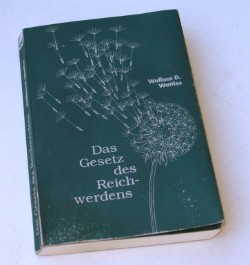 Wallace D.
Wattles
Das
Gesetz
des
Reich-
werdens